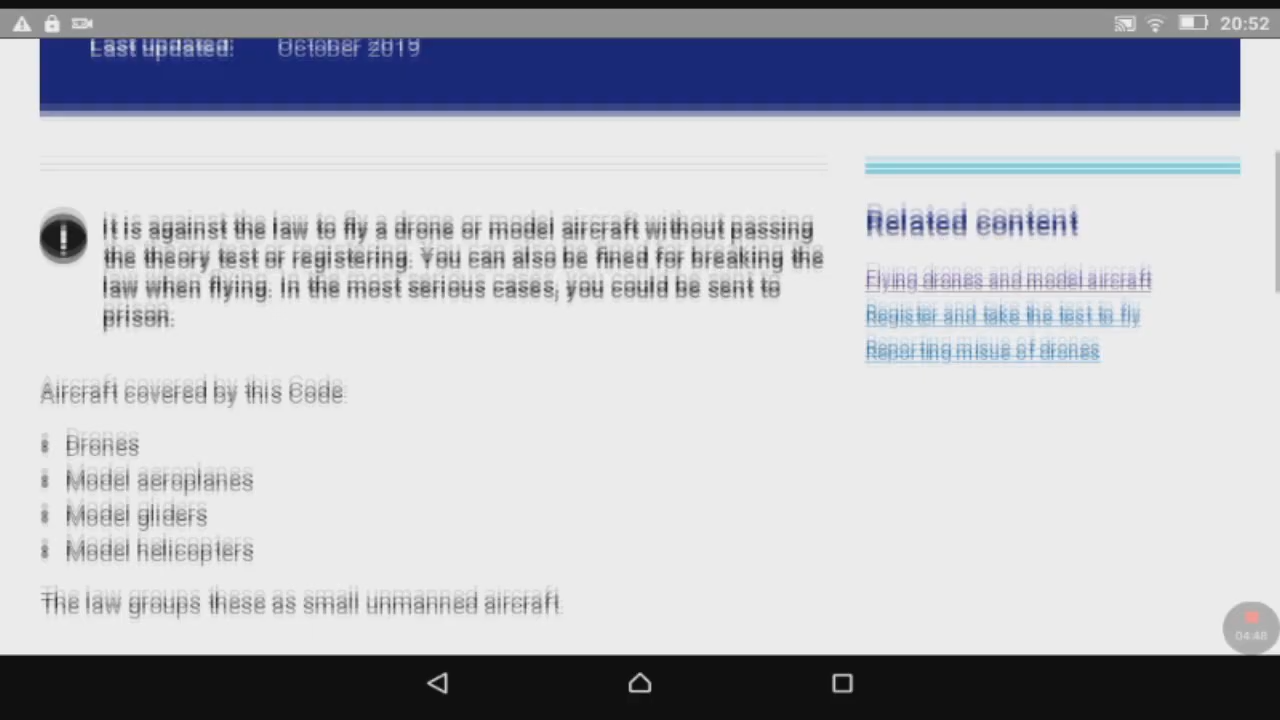 20:52
Last updated: October 2019
It is against the law to fly a drone or model aircraft without passing
the theory test or registering. You can also be fined for breaking the
law when flying. In the most serious cases, you could be sent to
prison.
Related content
Flying drones and model aircraft
Register and take the test to fly
Reporting misue of drones
Aircraft covered by this Code:
Drones
Model aeroplanes
Model gliders
Model helicopters
The law groups these as small unmanned aircraft.
04:48